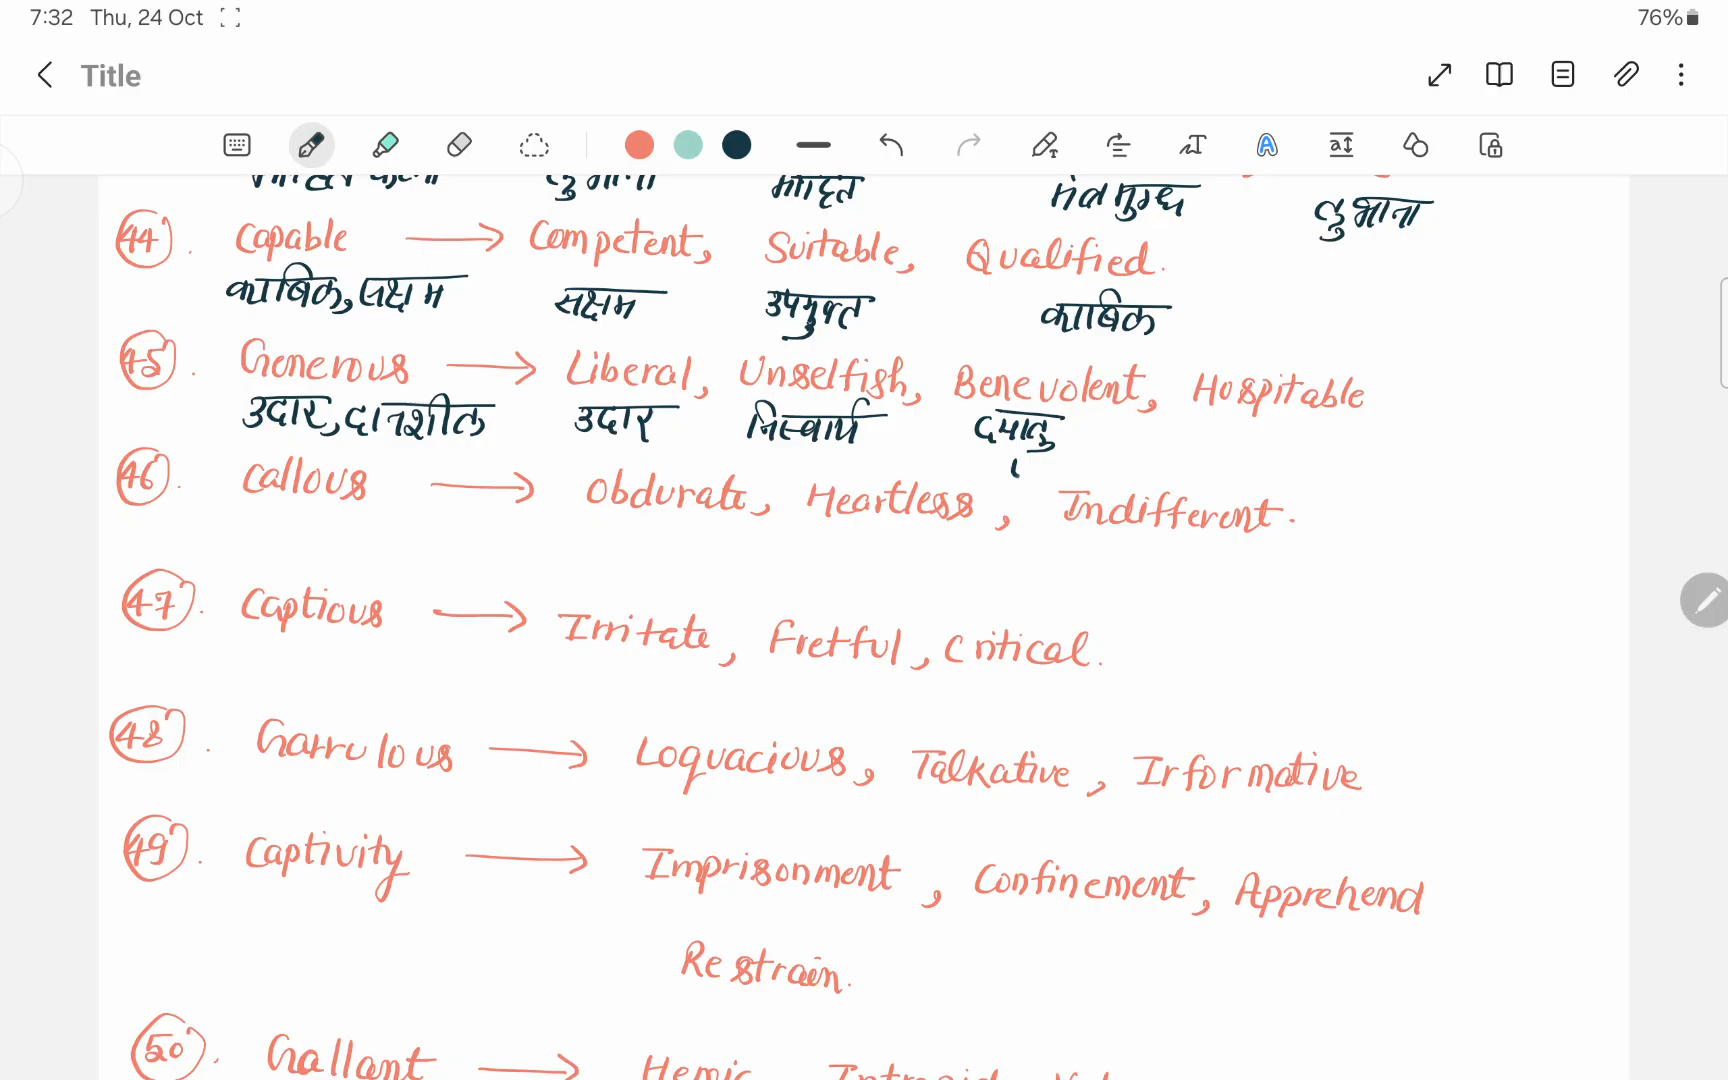 7:32 Thu, 24 Oct 76%
Title
लुभाना मोहित मंत्रमुग्ध लुभाना
44. Capable → Competent, Suitable, Qualified.
काबिल, सक्षम सक्षम उपयुक्त काबिल
45. Generous → Liberal, Unselfish, Benevolent, Hospitable
उदार, दानशील उदार निस्वार्थ दयालु
46. Callous → Obdurate, Heartless, Indifferent.
47. Captious → Irritate, Fretful, Critical.
48. Garrulous → Loquacious, Talkative, Informative
49. Captivity → Imprisonment, Confinement, Apprehend
Restrain.
50. Gallant →